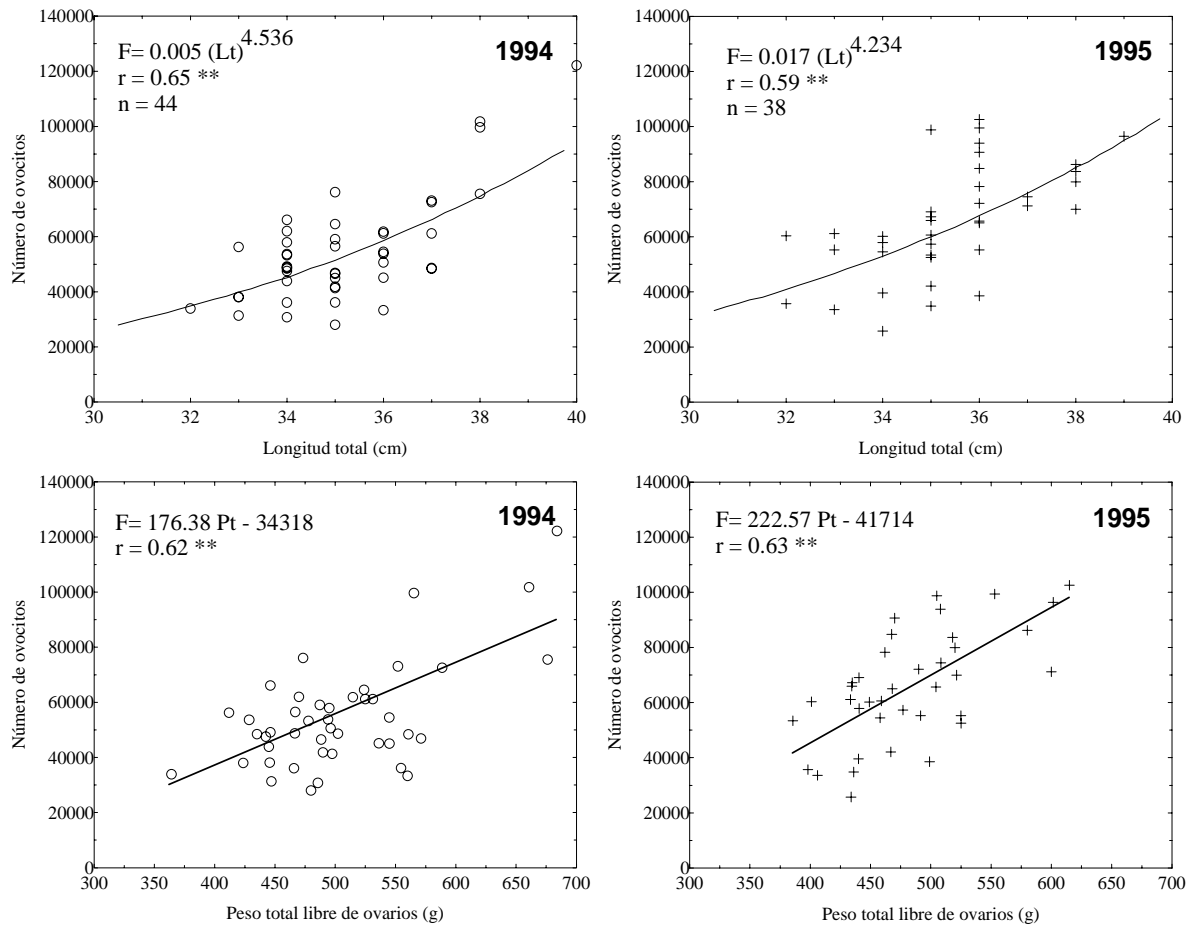 140000
120000
100000
80000
60000
40000
20000
0
Número de ovocitos
F= 0.005 (Lt)4.536
r = 0.65 **
n = 44
1994
30 32 34 36 38 40
Longitud total (cm)
140000
120000
100000
80000
60000
40000
20000
0
Número de ovocitos
F= 0.017 (Lt)4.234
r = 0.59 **
n = 38
1995
30 32 34 36 38 40
Longitud total (cm)
140000
120000
100000
80000
60000
40000
20000
0
Número de ovocitos
F= 176.38 Pt - 34318
r = 0.62 **
1994
300 350 400 450 500 550 600 650 700
Peso total libre de ovarios (g)
140000
120000
100000
80000
60000
40000
20000
0
Número de ovocitos
F= 222.57 Pt - 41714
r = 0.63 **
1995
300 350 400 450 500 550 600 650 700
Peso total libre de ovarios (g)